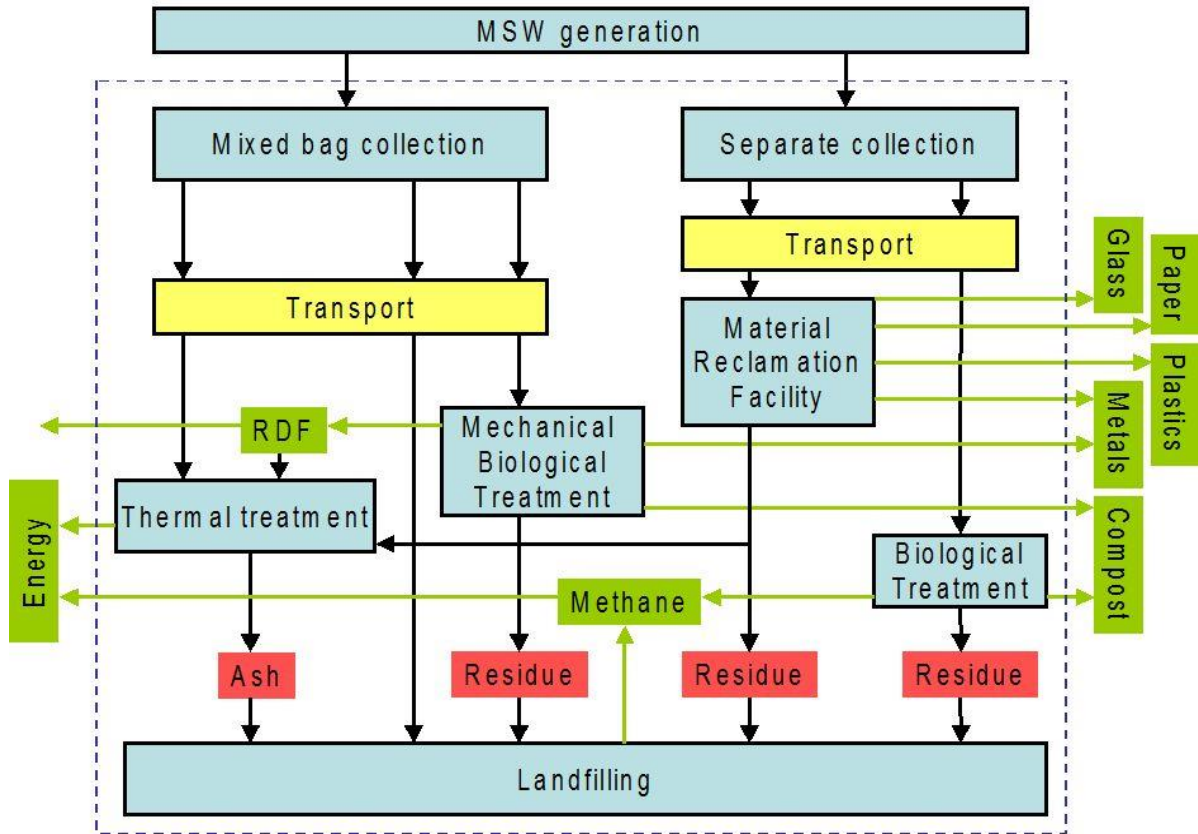 MSW generation
Mixed bag collection
Separate collection
Transport
Glass
Paper
Transport
Material
Reclamation
Facility
Plastics
Metals
RDF
Mechanical
Biological
Treatment
Thermal treatment
Energy
Compost
Biological
Treatment
Methane
Ash
Residue
Residue
Residue
Landfilling